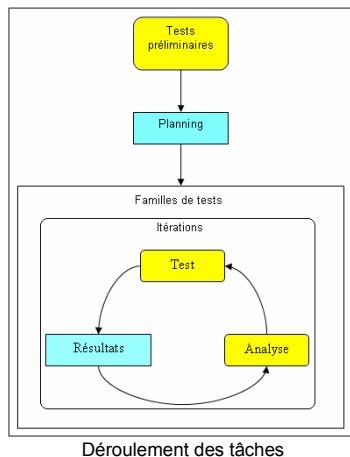 Tests
préliminaires
Planning
Familles de tests
Itérations
Test
Résultats
Analyse
Déroulement des tâches